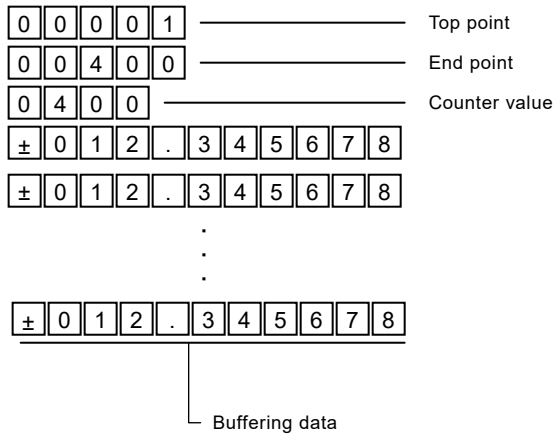 00001 Top point
00400 End point
0400 Counter value
±012.345678
±012.345678
.
.
.
±012.345678
Buffering data